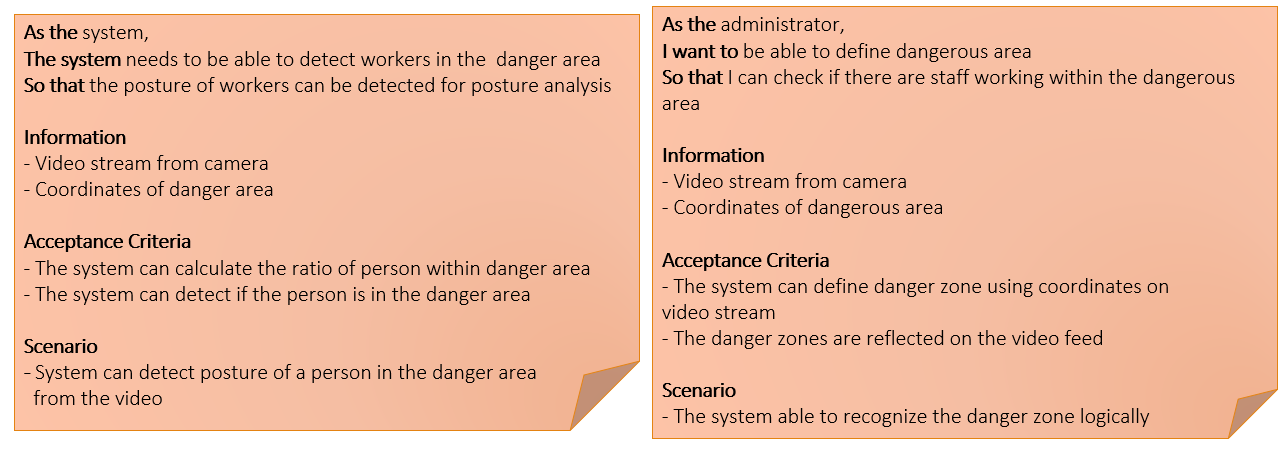 As the system,
The system needs to be able to detect workers in the danger area
So that the posture of workers can be detected for posture analysis
Information
- Video stream from camera
- Coordinates of danger area
Acceptance Criteria
- The system can calculate the ratio of person within danger area
- The system can detect if the person is in the danger area
Scenario
- System can detect posture of a person in the danger area
from the video
As the administrator,
I want to be able to define dangerous area
So that I can check if there are staff working within the dangerous
area
Information
- Video stream from camera
- Coordinates of dangerous area
Acceptance Criteria
- The system can define danger zone using coordinates on
video stream
- The danger zones are reflected on the video feed
Scenario
- The system able to recognize the danger zone logically